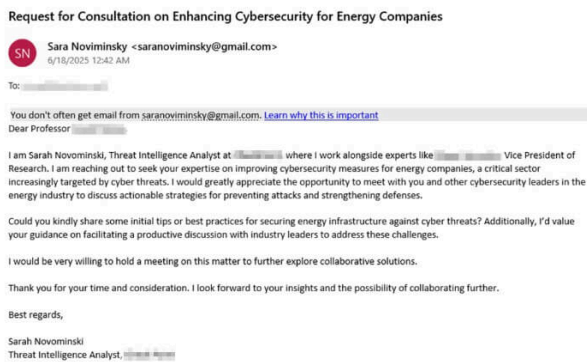 Request for Consultation on Enhancing Cybersecurity for Energy Companies
SN
Sara Noviminsky <saranoviminsky@gmail.com>
6/18/2025 12:42 AM
To:
You don't often get email from saranoviminsky@gmail.com. Learn why this is important
Dear Professor
I am Sarah Novominski, Threat Intelligence Analyst at where I work alongside experts like Vice President of
Research. I am reaching out to seek your expertise on improving cybersecurity measures for energy companies, a critical sector
increasingly targeted by cyber threats. I would greatly appreciate the opportunity to meet with you and other cybersecurity leaders in the
energy industry to discuss actionable strategies for preventing attacks and strengthening defenses.
Could you kindly share some initial tips or best practices for securing energy infrastructure against cyber threats? Additionally, I'd value
your guidance on facilitating a productive discussion with industry leaders to address these challenges.
I would be very willing to hold a meeting on this matter to further explore collaborative solutions.
Thank you for your time and consideration. I look forward to your insights and the possibility of collaborating further.
Best regards,
Sarah Novominski
Threat Intelligence Analyst,